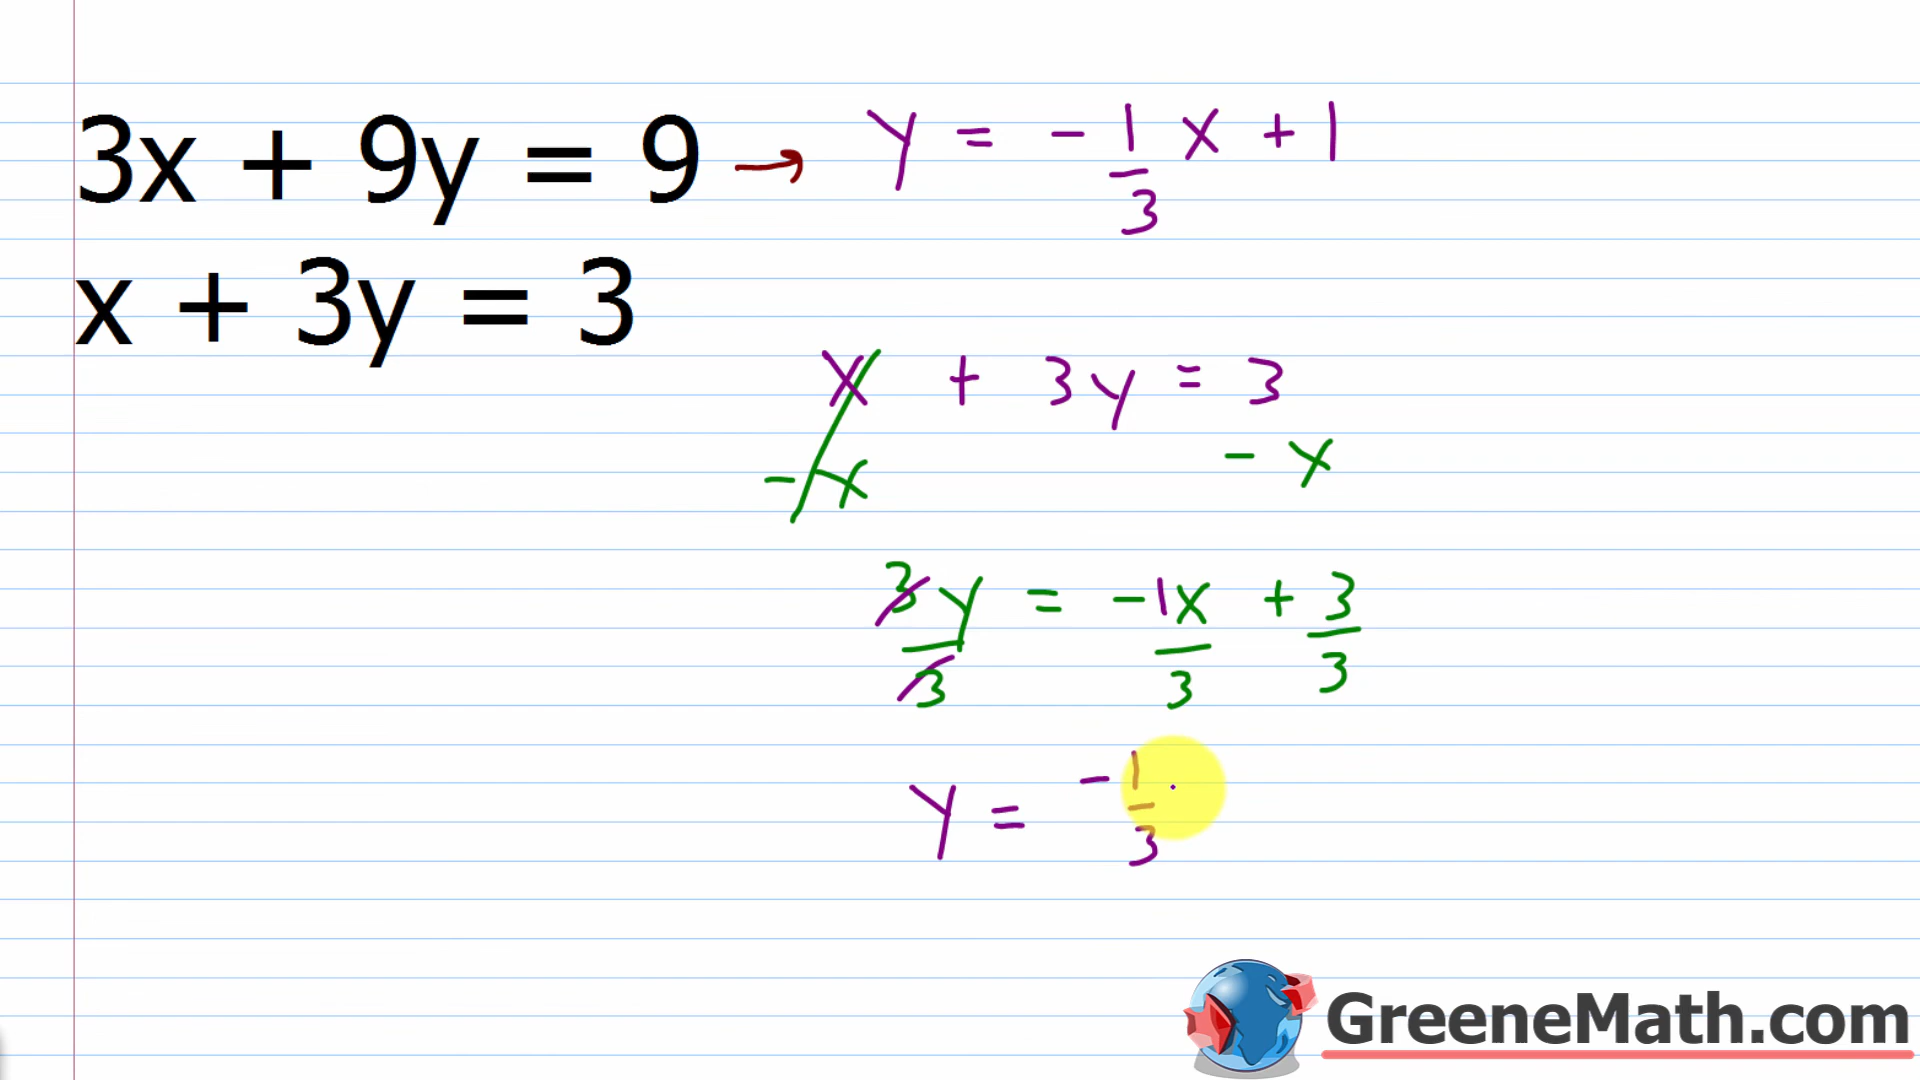 3x + 9y = 9 → y = - 1/3 x + 1
x + 3y = 3
x + 3y = 3
- x - x
3y/3 = -1x/3 + 3/3
y = - 1/3
GreeneMath.com